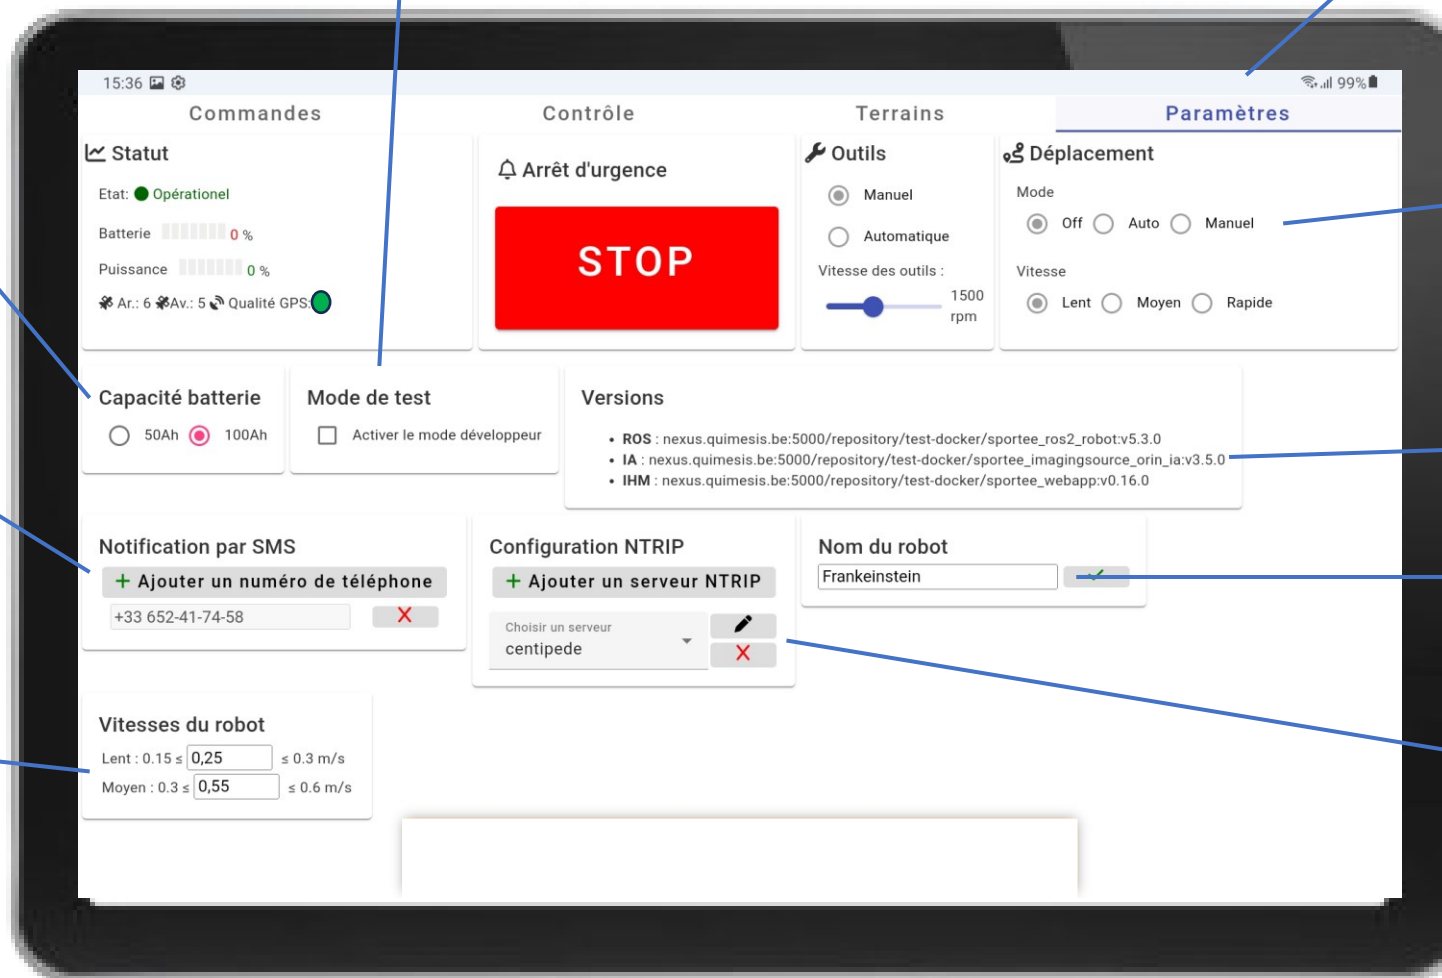 15:36 99%
Commandes Contrôle Terrains Paramètres
Statut
Etat: Opérationel
Batterie 0 %
Puissance 0 %
Ar.: 6 Av.: 5 Qualité GPS:
Arrêt d'urgence
STOP
Outils
Manuel
Automatique
Vitesse des outils :
1500
rpm
Déplacement
Mode
Off Auto Manuel
Vitesse
Lent Moyen Rapide
Capacité batterie
50Ah 100Ah
Mode de test
Activer le mode développeur
Versions
• ROS : nexus.quimesis.be:5000/repository/test-docker/sportee_ros2_robot:v5.3.0
• IA : nexus.quimesis.be:5000/repository/test-docker/sportee_imagingsource_orin_ia:v3.5.0
• IHM : nexus.quimesis.be:5000/repository/test-docker/sportee_webapp:v0.16.0
Notification par SMS
+ Ajouter un numéro de téléphone
+33 652-41-74-58 X
Configuration NTRIP
+ Ajouter un serveur NTRIP
Choisir un serveur
centipede
X
Nom du robot
Frankeinstein
Vitesses du robot
Lent : 0.15 ≤ 0,25 ≤ 0.3 m/s
Moyen : 0.3 ≤ 0,55 ≤ 0.6 m/s